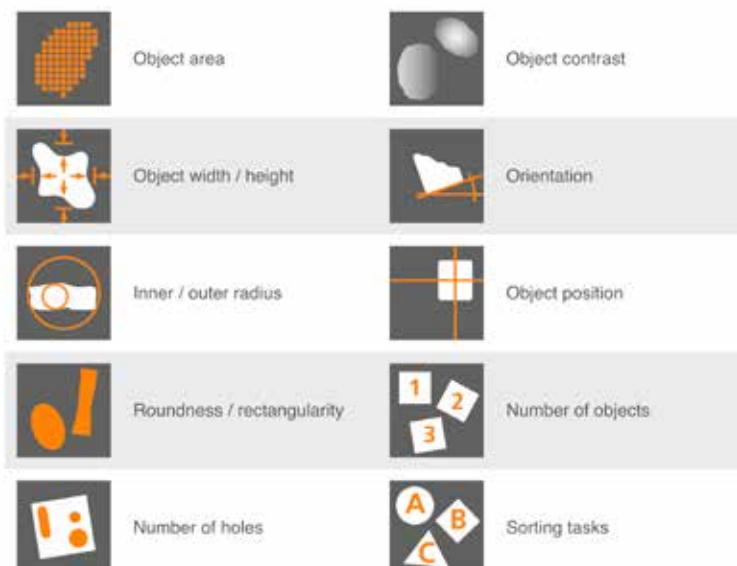 Object area
Object contrast
Object width / height
Orientation
Inner / outer radius
Object position
Roundness / rectangularity
1
2
3
Number of objects
Number of holes
A
B
C
Sorting tasks